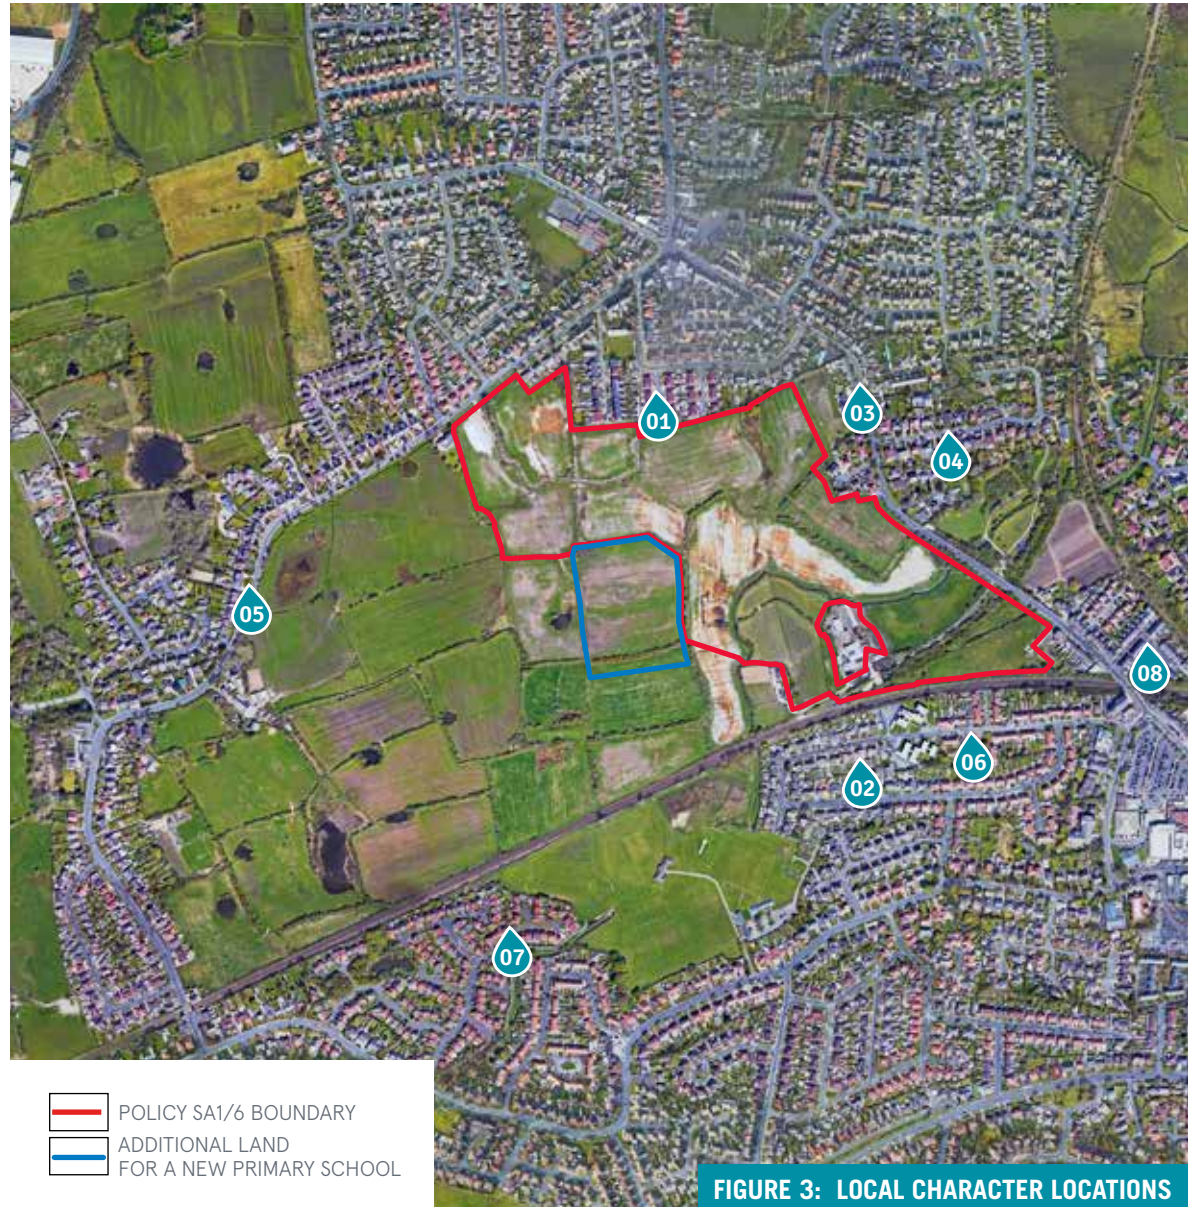 01
03
04
05
08
06
02
07
POLICY SA1/6 BOUNDARY
ADDITIONAL LAND
FOR A NEW PRIMARY SCHOOL
FIGURE 3: LOCAL CHARACTER LOCATIONS